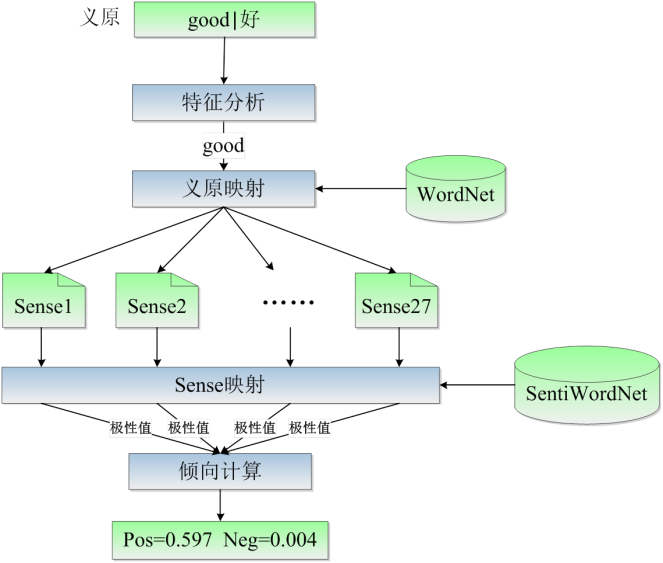 义原
good|好
特征分析
good
义原映射
WordNet
Sense1
Sense2
……
Sense27
Sense映射
SentiWordNet
极性值
极性值
极性值
极性值
倾向计算
Pos=0.597 Neg=0.004